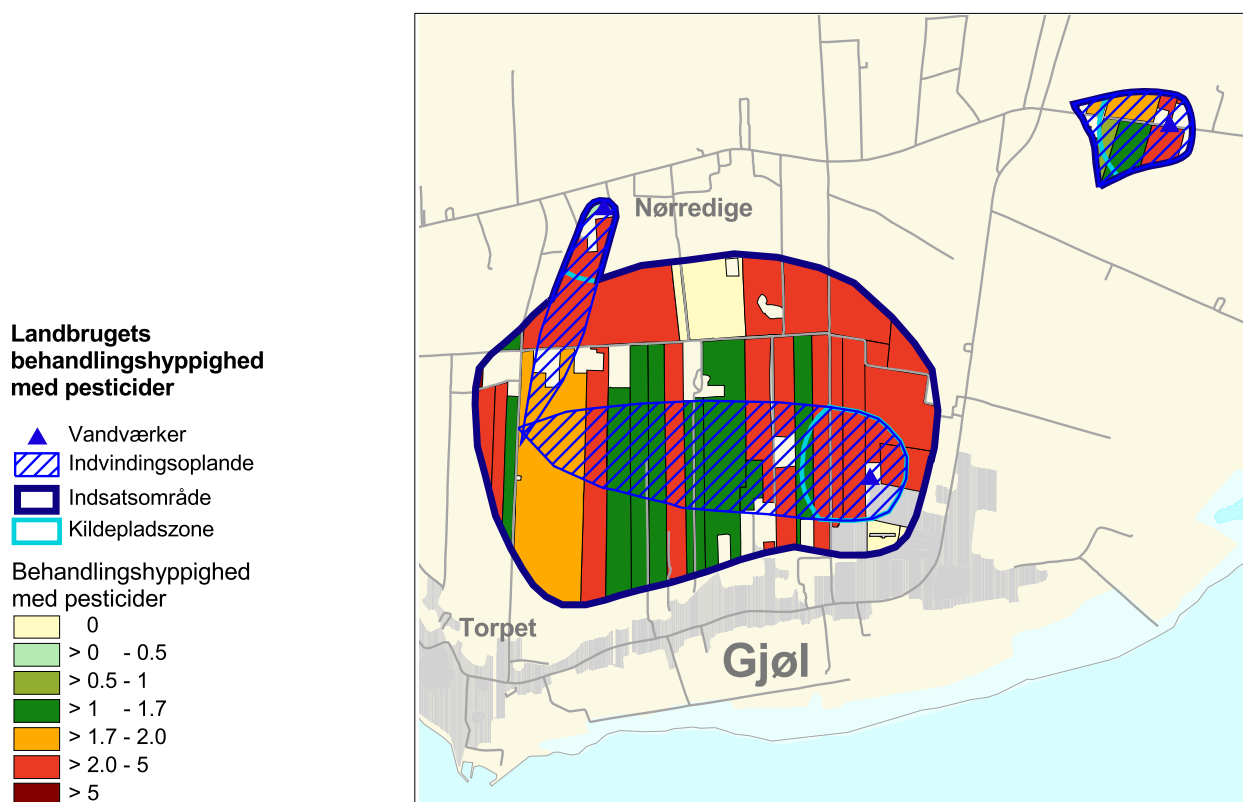 Nørredige
Landbrugets
behandlingshyppighed
med pesticider
Vandværker
Indvindingsoplande
Indsatsområde
Kildepladszone
Behandlingshyppighed
med pesticider
0
> 0 - 0.5
> 0.5 - 1
> 1 - 1.7
> 1.7 - 2.0
> 2.0 - 5
> 5
Torpet
Gjøl